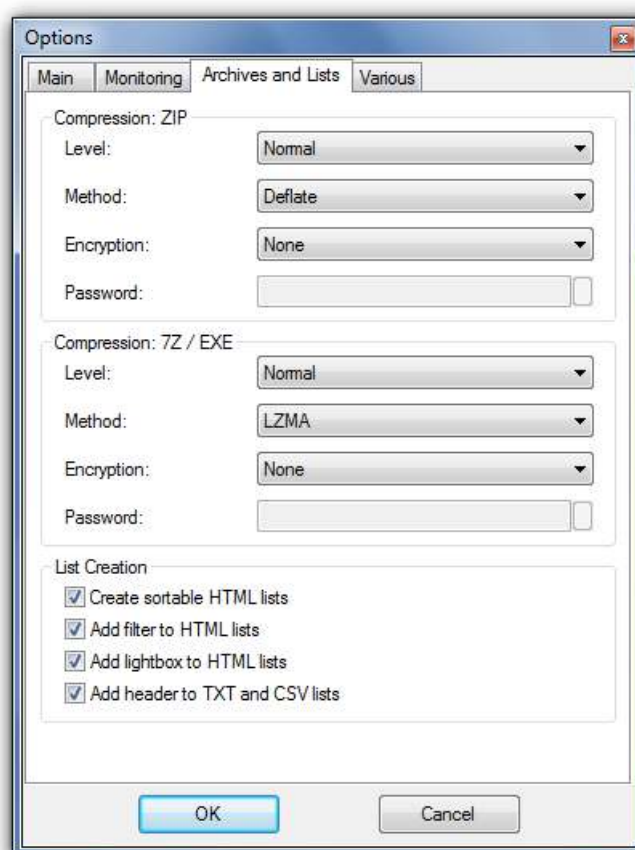 Options
Main Monitoring Archives and Lists Various
Compression: ZIP
Level: Normal
Method: Deflate
Encryption: None
Password:
Compression: 7Z / EXE
Level: Normal
Method: LZMA
Encryption: None
Password:
List Creation
Create sortable HTML lists
Add filter to HTML lists
Add lightbox to HTML lists
Add header to TXT and CSV lists
OK Cancel